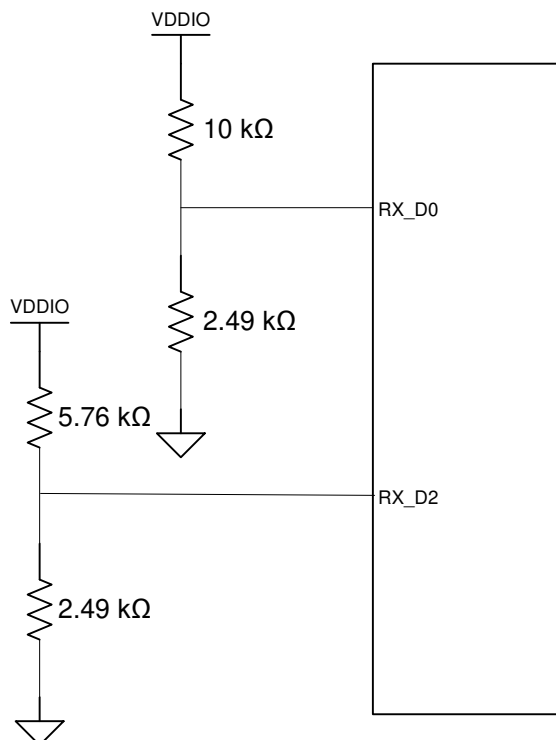 VDDIO
10 kΩ
RX_D0
2.49 kΩ
VDDIO
5.76 kΩ
RX_D2
2.49 kΩ